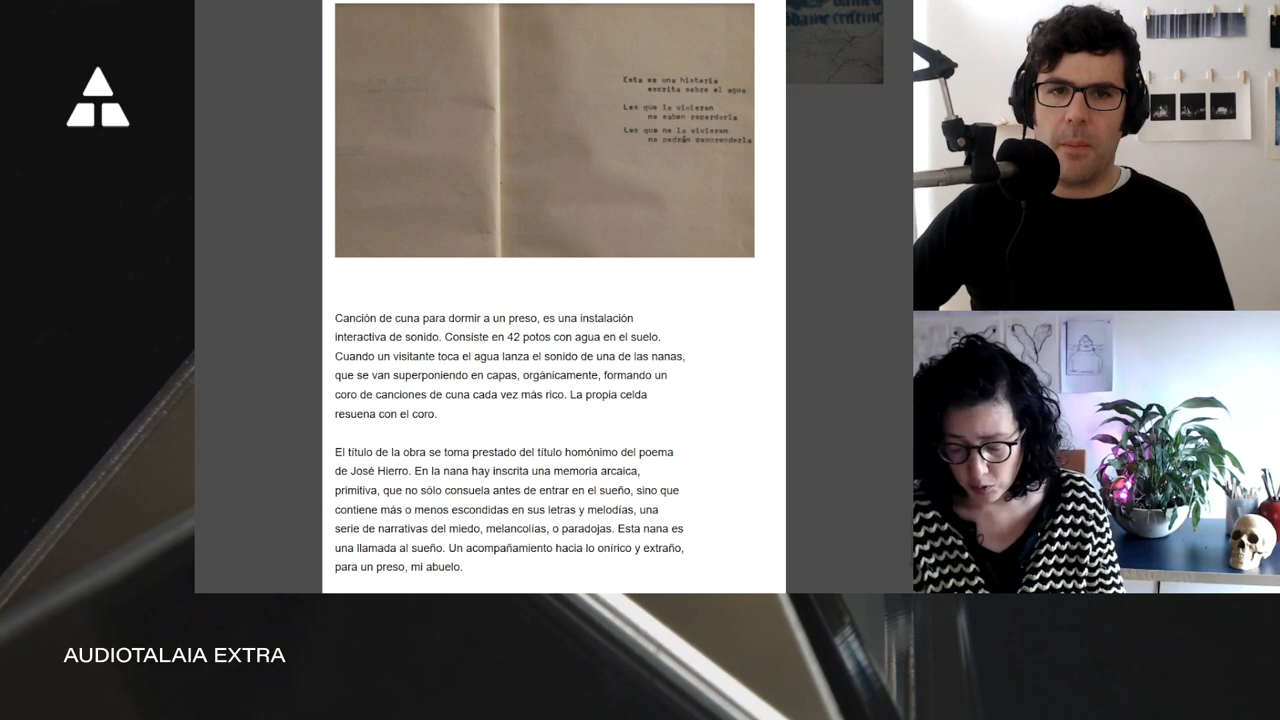 Esta es una historia
escrita sobre el agua
Los que la vivieron
no saben recordarla
Los que no la vivieron
no podrán comprenderla
Canción de cuna para dormir a un preso, es una instalación
interactiva de sonido. Consiste en 42 potos con agua en el suelo.
Cuando un visitante toca el agua lanza el sonido de una de las nanas,
que se van superponiendo en capas, orgánicamente, formando un
coro de canciones de cuna cada vez más rico. La propia celda
resuena con el coro.
El título de la obra se toma prestado del título homónimo del poema
de José Hierro. En la nana hay inscrita una memoria arcaica,
primitiva, que no sólo consuela antes de entrar en el sueño, sino que
contiene más o menos escondidas en sus letras y melodías, una
serie de narrativas del miedo, melancolías, o paradojas. Esta nana es
una llamada al sueño. Un acompañamiento hacia lo onírico y extraño,
para un preso, mi abuelo.
AUDIOTALAIA EXTRA